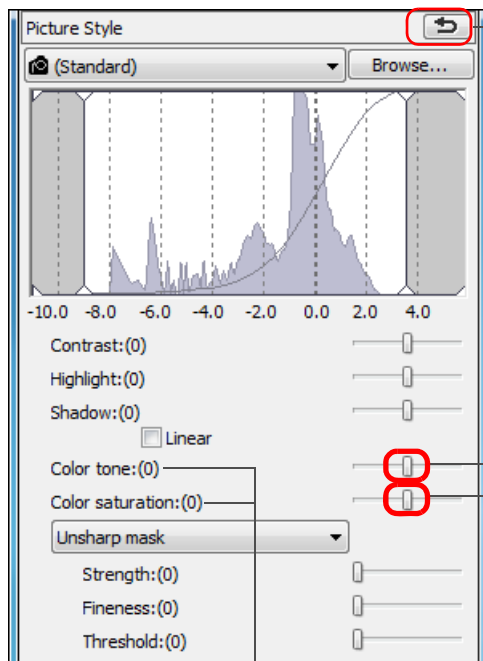 Picture Style
(Standard) Browse...
-10.0 -8.0 -6.0 -4.0 -2.0 0.0 2.0 4.0
Contrast:(0)
Highlight:(0)
Shadow:(0)
Linear
Color tone:(0)
Color saturation:(0)
Unsharp mask
Strength:(0)
Fineness:(0)
Threshold:(0)